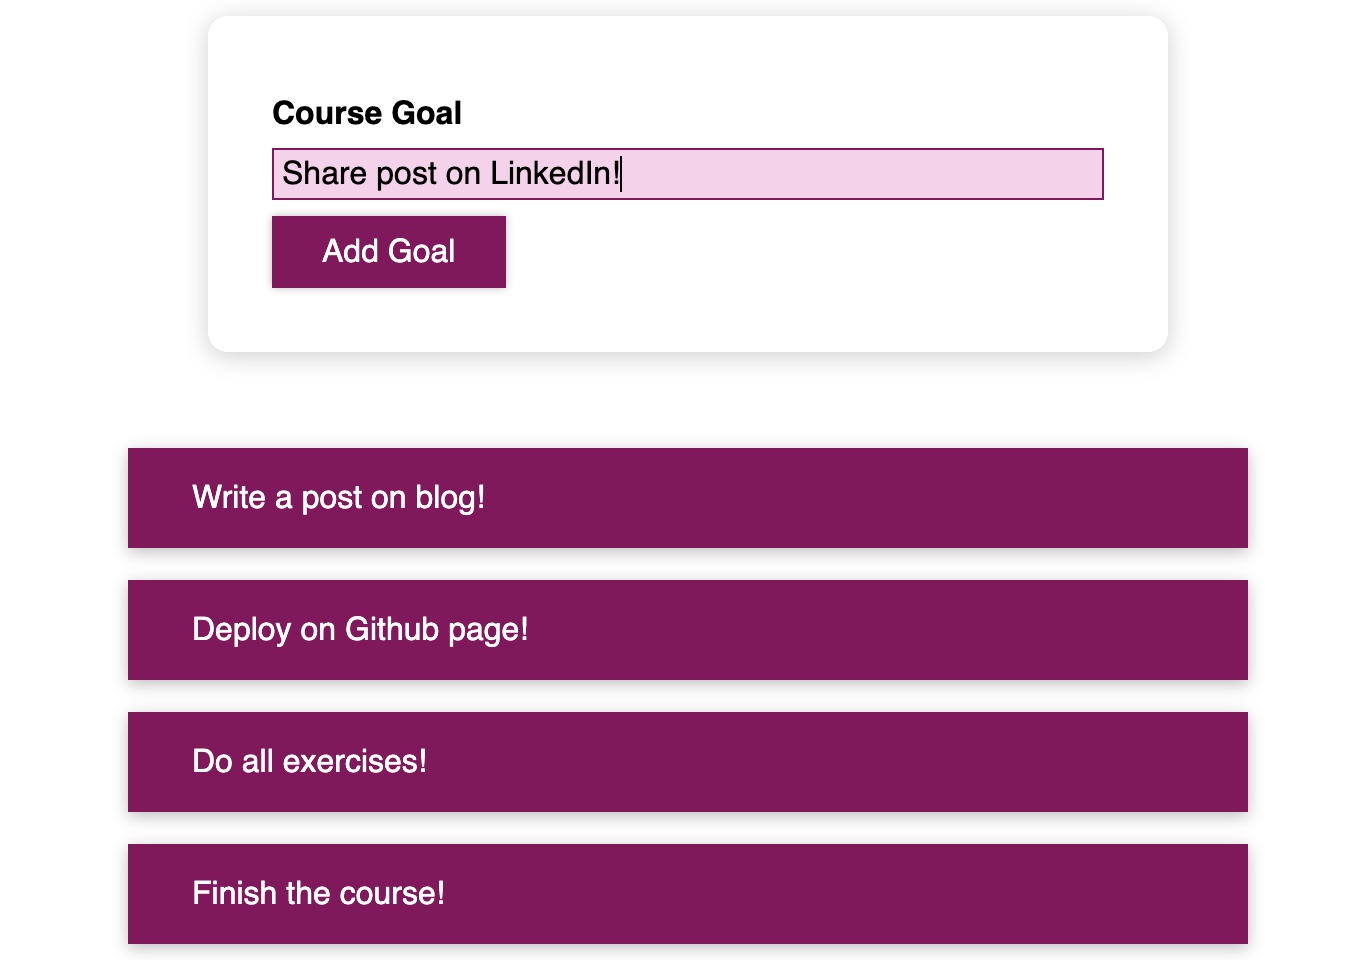 Course Goal
Share post on LinkedIn!
Add Goal
Write a post on blog!
Deploy on Github page!
Do all exercises!
Finish the course!